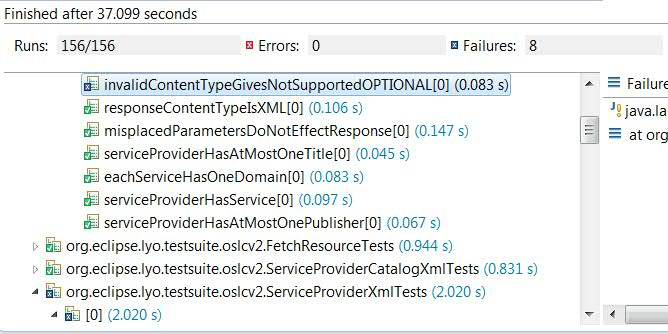 Finished after 37.099 seconds
Runs: 156/156 Errors: 0 Failures: 8
invalidContentTypeGivesNotSupportedOPTIONAL[0] (0.083 s)
Failure
responseContentTypeIsXML[0] (0.106 s)
java.la
misplacedParametersDoNotEffectResponse[0] (0.147 s)
at org
serviceProviderHasAtMostOneTitle[0] (0.045 s)
eachServiceHasOneDomain[0] (0.083 s)
serviceProviderHasService[0] (0.097 s)
serviceProviderHasAtMostOnePublisher[0] (0.067 s)
org.eclipse.lyo.testsuite.oslcv2.FetchResourceTests (0.944 s)
org.eclipse.lyo.testsuite.oslcv2.ServiceProviderCatalogXmlTests (0.831 s)
org.eclipse.lyo.testsuite.oslcv2.ServiceProviderXmlTests (2.020 s)
[0] (2.020 s)